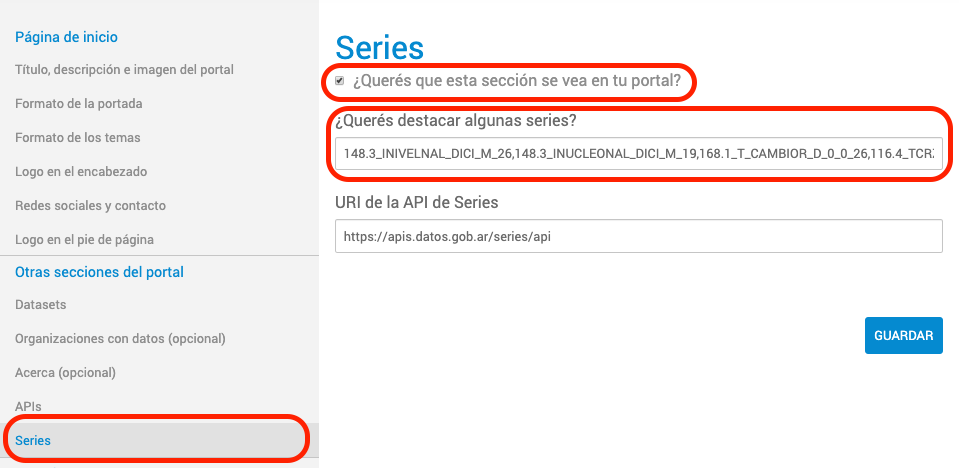 Página de inicio
Título, descripción e imagen del portal
Formato de la portada
Formato de los temas
Logo en el encabezado
Redes sociales y contacto
Logo en el pie de página
Otras secciones del portal
Datasets
Organizaciones con datos (opcional)
Acerca (opcional)
APIs
Series
Series
¿Querés que esta sección se vea en tu portal?
¿Querés destacar algunas series?
148.3_INIVELNAL_DICI_M_26,148.3_INUCLEONAL_DICI_M_19,168.1_T_CAMBIOR_D_0_0_26,116.4_TCRZ
URI de la API de Series
https://apis.datos.gob.ar/series/api
GUARDAR